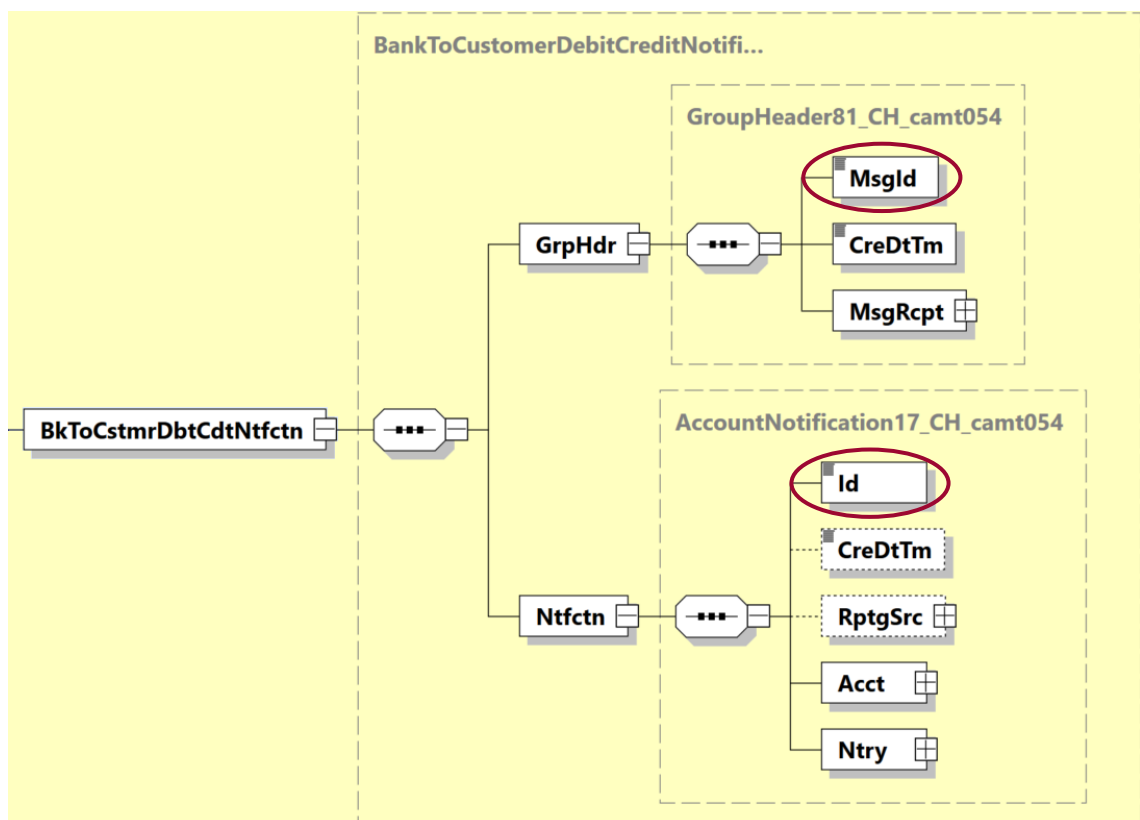 BankToCustomerDebitCreditNotifi...
GroupHeader81_CH_camt054
MsgId
GrpHdr
CreDtTm
MsgRcpt
BkToCstmrDbtCdtNtfctn
AccountNotification17_CH_camt054
Id
CreDtTm
Ntfctn
RptgSrc
Acct
Ntry